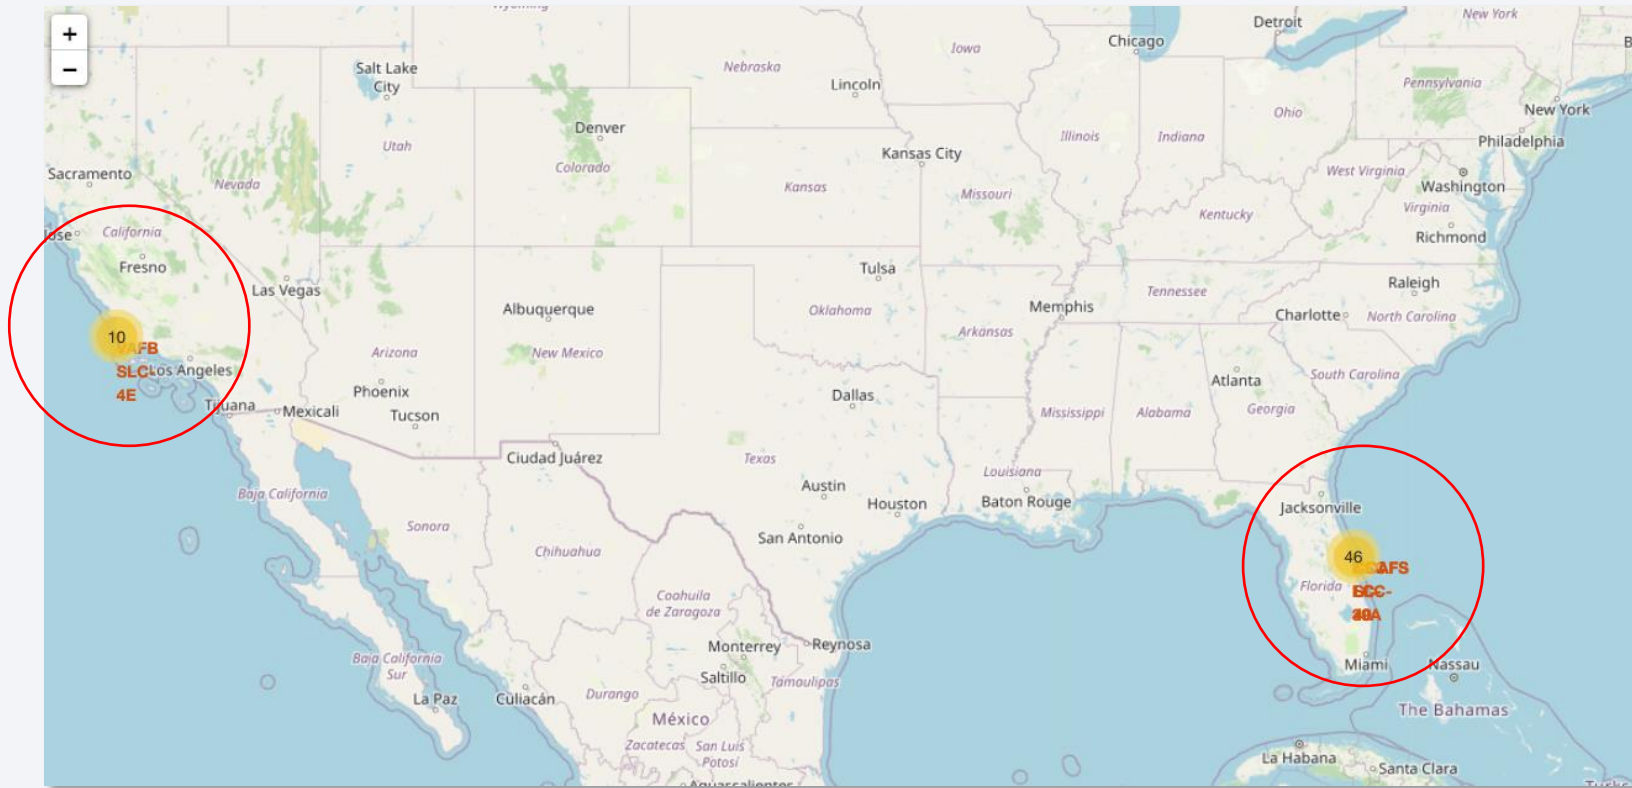 +
−
Wyoming
Detroit
New York
Chicago
Iowa
Salt Lake
City
Nebraska
Lincoln
Pennsylvania
New York
Ohio
Denver
Illinois
Indiana
Philadelphia
Utah
Kansas City
Colorado
West Virginia
Sacramento
Nevada
Kansas
Missouri
Washington
Virginia
Kentucky
California
Richmond
Fresno
Tulsa
Las Vegas
Raleigh
Tennessee
Albuquerque
Oklahoma
Memphis
Charlotte
North Carolina
10
Arkansas
VAFB
SLC-
4E
Los Angeles
Arizona
New Mexico
Phoenix
Atlanta
South Carolina
Dallas
Tijuana
Mexicali
Tucson
Mississippi
Alabama
Georgia
Ciudad Juárez
Texas
Louisiana
Austin
Baja California
Houston
Baton Rouge
Jacksonville
Sonora
San Antonio
Chihuahua
46
Florida
Coahuila
de Zaragoza
Monterrey
Reynosa
Baja California
Sur
Saltillo
Tamaulipas
Miami
Nassau
La Paz
Culiacán
Durango
México
The Bahamas
Zacatecas
San Luis
Potosí
La Habana
Santa Clara
Aguascalientes